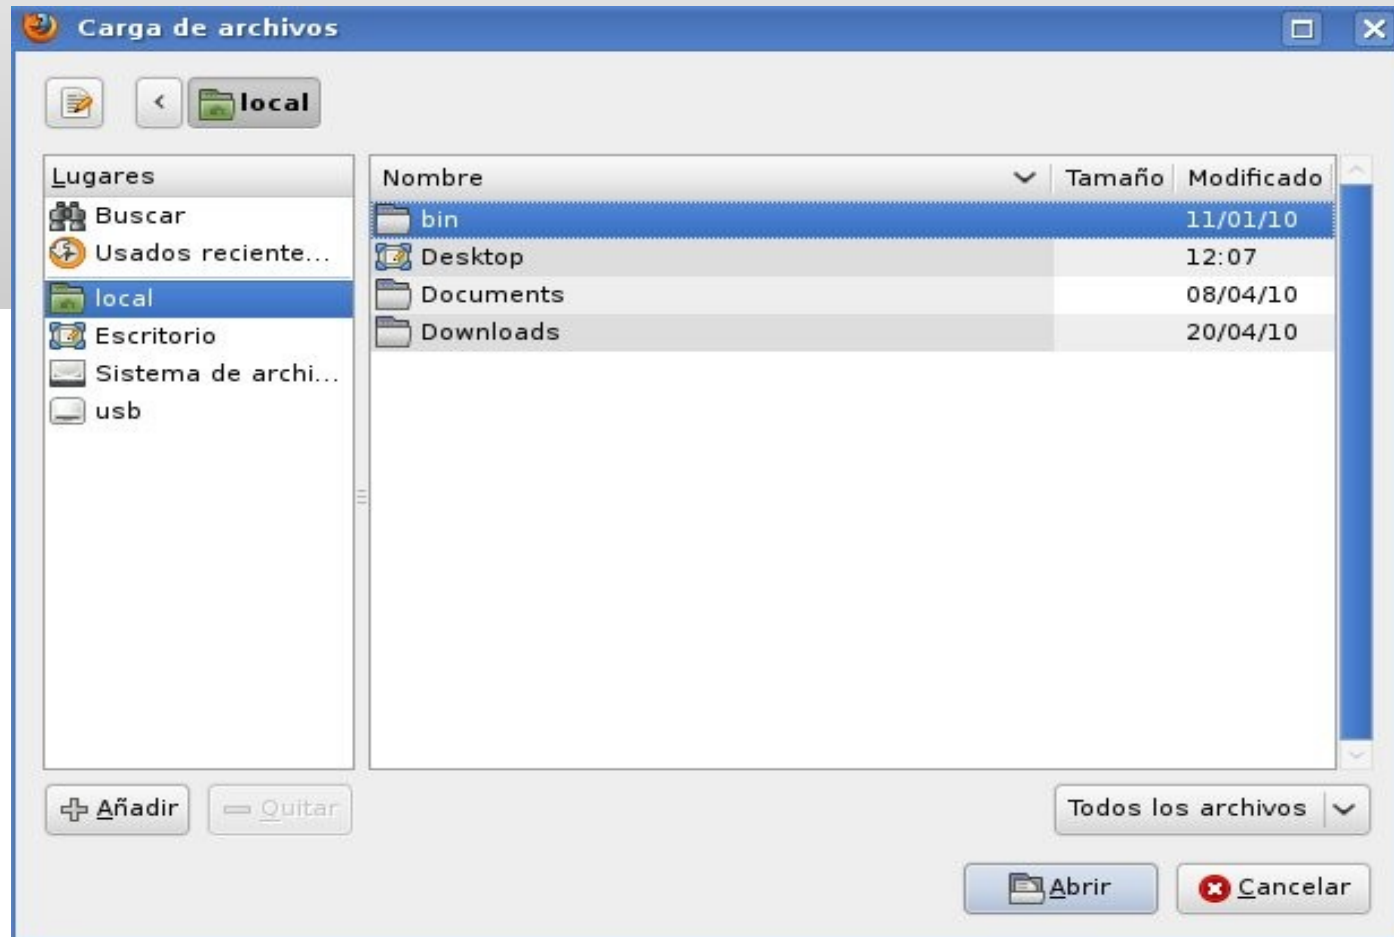 Carga de archivos
local
Lugares
Buscar
Usados reciente...
local
Escritorio
Sistema de archi...
usb
Nombre Tamaño Modificado
bin 11/01/10
Desktop 12:07
Documents 08/04/10
Downloads 20/04/10
Añadir Quitar
Todos los archivos
Abrir Cancelar